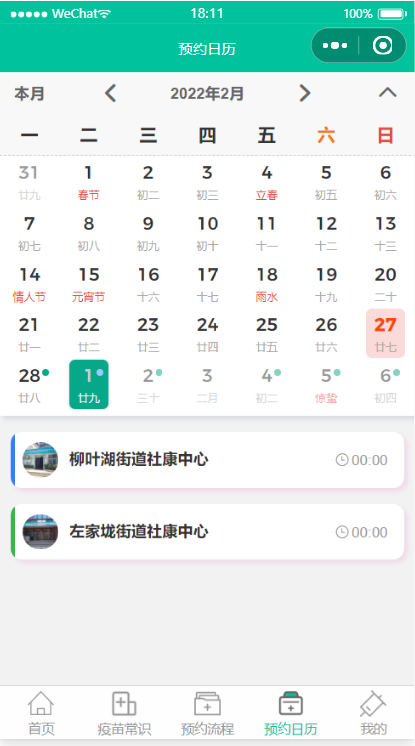 WeChat 18:11 100%
预约日历
本月 2022年2月
一 二 三 四 五 六 日
31 1 2 3 4 5 6
廿九 春节 初二 初三 立春 初五 初六
7 8 9 10 11 12 13
初七 初八 初九 初十 十一 十二 十三
14 15 16 17 18 19 20
情人节 元宵节 十六 十七 雨水 十九 二十
21 22 23 24 25 26 27
廿一 廿二 廿三 廿四 廿五 廿六 廿七
28 1 2 3 4 5 6
廿八 廿九 三十 二月 初二 惊蛰 初四
柳叶湖街道社康中心 00:00
左家垅街道社康中心 00:00
首页 疫苗常识 预约流程 预约日历 我的